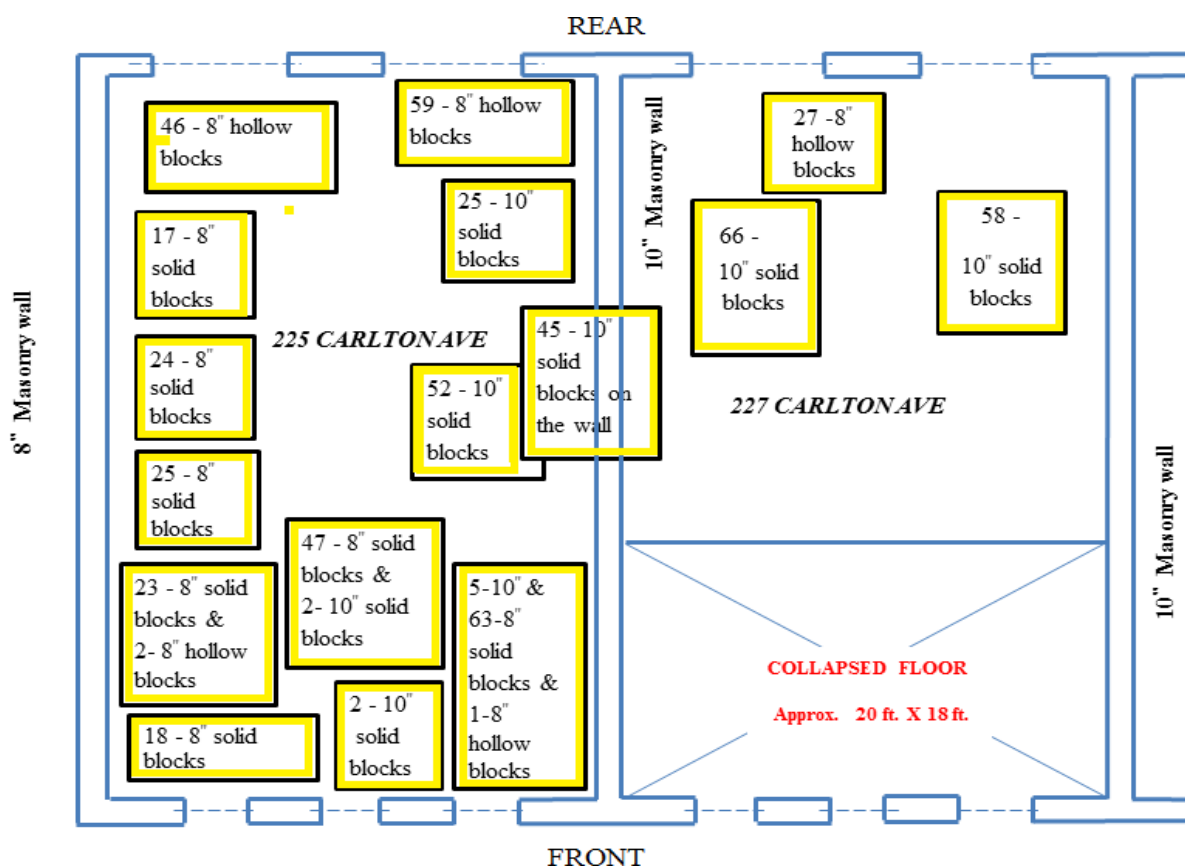 REAR
46 - 8" hollow
blocks
59 - 8" hollow
blocks
25 - 10"
solid
blocks
17 - 8"
solid
blocks
24 - 8"
solid
blocks
25 - 8"
solid
blocks
225 CARLTON AVE
52 - 10"
solid
blocks
45 - 10"
solid
blocks on
the wall
47 - 8" solid
blocks &
2- 10" solid
blocks
23 - 8" solid
blocks &
2- 8" hollow
blocks
5-10" &
63-8"
solid
blocks &
1-8"
hollow
blocks
18 - 8" solid
blocks
2 - 10"
solid
blocks
8" Masonry wall
10" Masonry wall
27 -8"
hollow
blocks
66 -
10" solid
blocks
58 -
10" solid
blocks
227 CARLTON AVE
COLLAPSED FLOOR
Approx. 20 ft. X 18 ft.
10" Masonry wall
FRONT